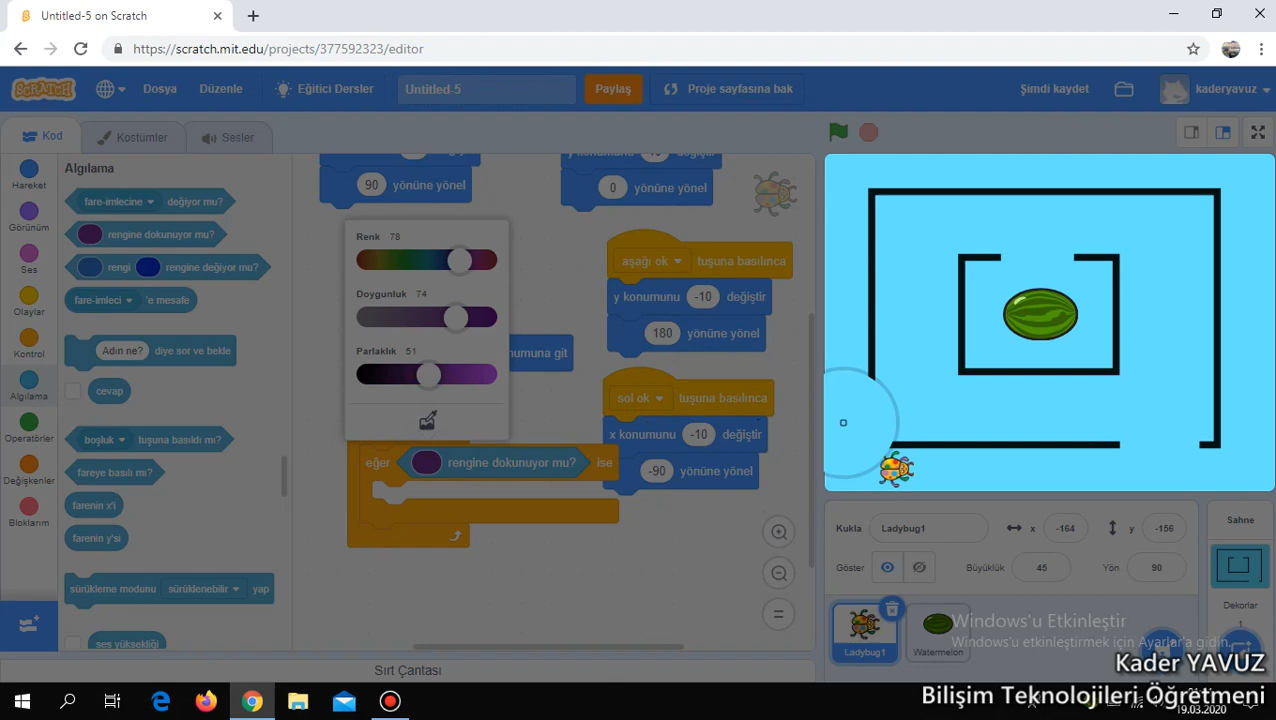 Untitled-5 on Scratch
https://scratch.mit.edu/projects/377592323/editor
SCRATCH
Dosya
Düzenle
Eğitici Dersler
Untitled-5
Paylaş
Proje sayfasına bak
Şimdi kaydet
kaderyavuz
Kod
Kostümler
Sesler
Hareket
Görünüm
Ses
Olaylar
Kontrol
Algılama
Operatörler
Değişkenler
Bloklarım
Algılama
fare-imlecine değiyor mu?
rengine dokunuyor mu?
rengi rengine değiyor mu?
fare-imleci 'e mesafe
Adın ne? diye sor ve bekle
cevap
boşluk tuşuna basıldı mı?
fareye basılı mı?
farenin x'i
farenin y'si
sürükleme modunu sürüklenebilir yap
ses yüksekliği
90 yönüne yönel
y konumunu değiştir
0 yönüne yönel
Renk 78
Doygunluk 74
Parlaklık 51
numuna git
aşağı ok tuşuna basılınca
y konumunu -10 değiştir
180 yönüne yönel
sol ok tuşuna basılınca
x konumunu -10 değiştir
-90 yönüne yönel
eğer rengine dokunuyor mu? ise
Sırt Çantası
Kukla Ladybug1 x -164 y -156
Göster Büyüklük 45 Yön 90
Ladybug1
Watermelon
Sahne
Dekorlar
1
Windows'u Etkinleştir
Windows'u etkinleştirmek için Ayarlar'a gidin.
Kader YAVUZ
Bilişim Teknolojileri Öğretmeni
19.03.2020